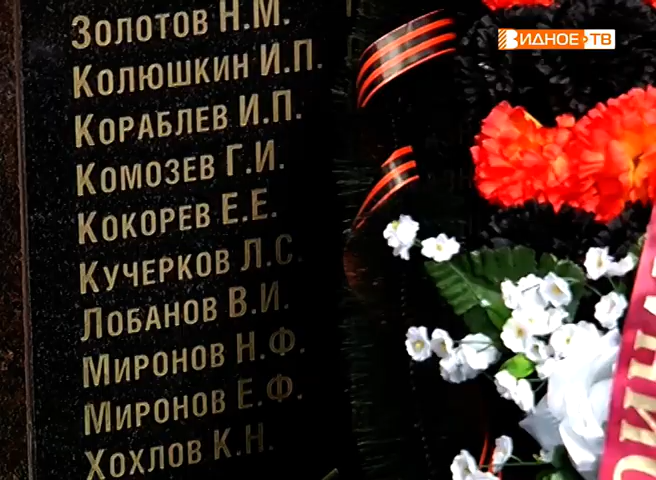 Золотов Н.М.
Колюшкин И.П.
Кораблев И.П.
Комозев Г.И.
Кокорев Е.Е.
Кучерков Л.С.
Лобанов В.И.
Миронов Н.Ф.
Миронов Е.Ф.
Хохлов К.Н.
ВИДНОЕ ТВ